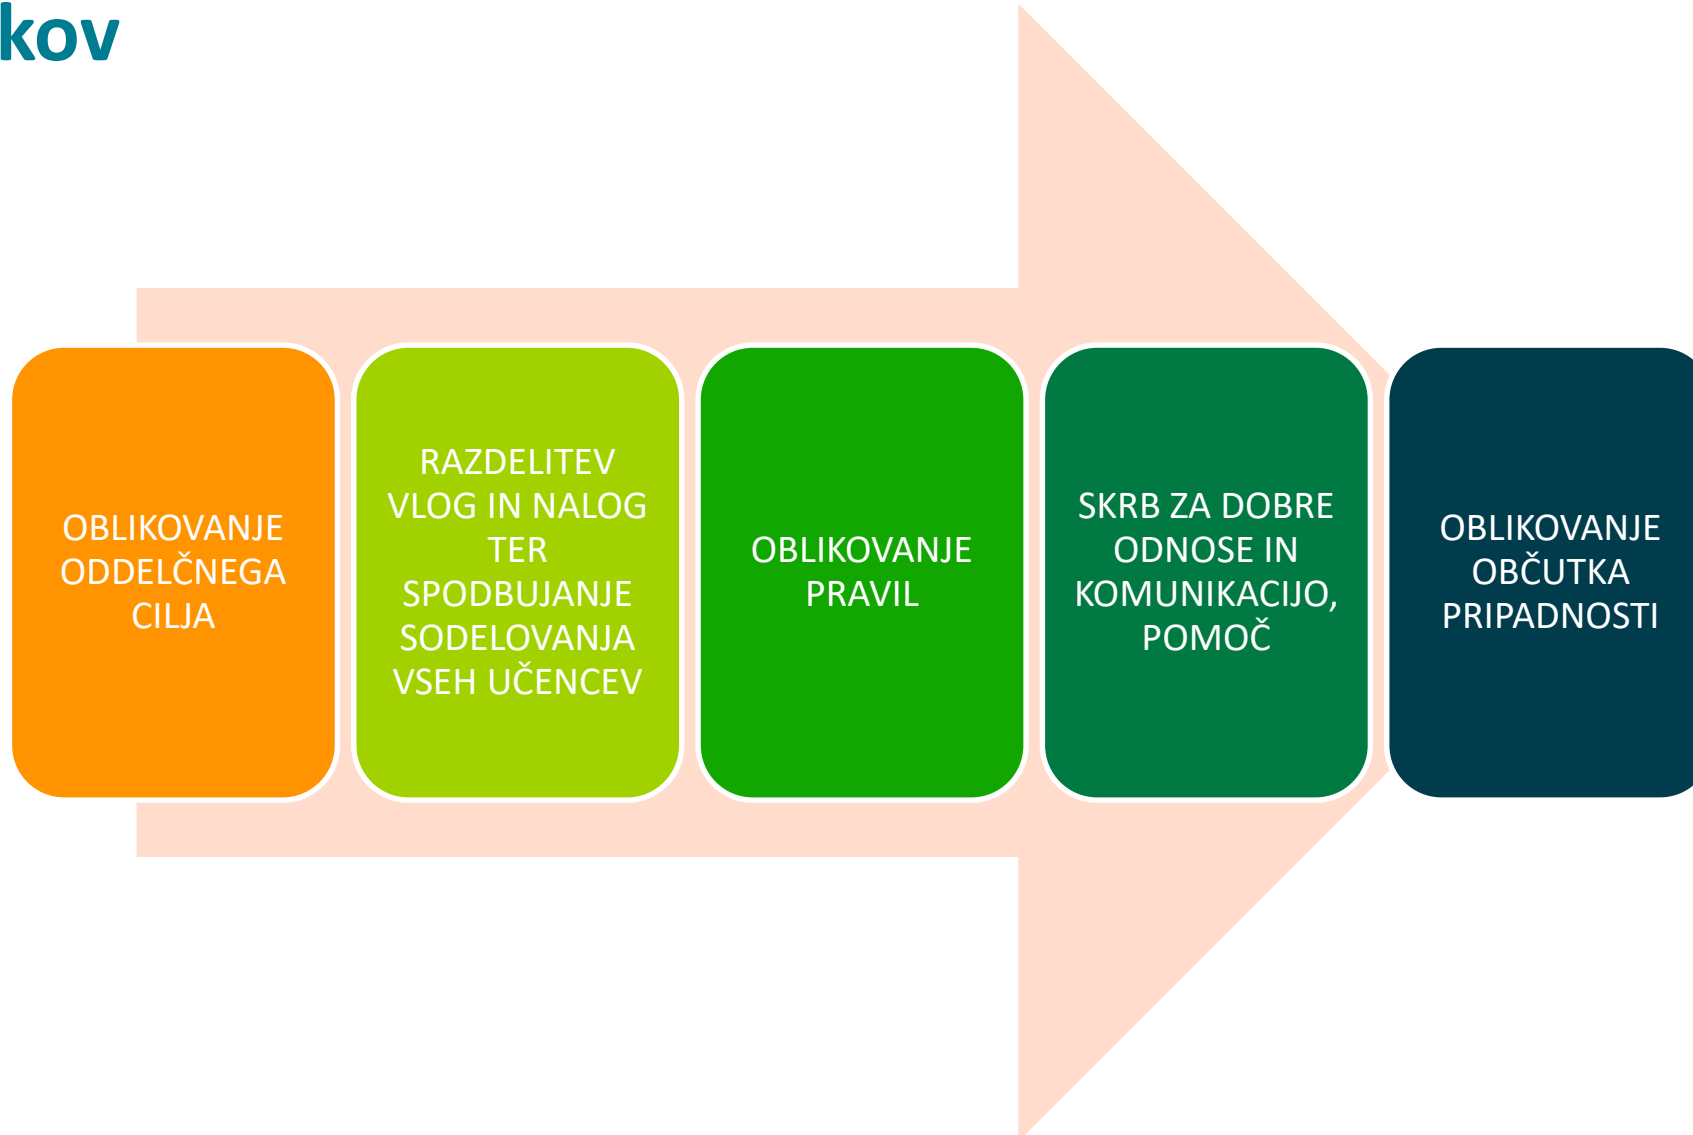 kov
OBLIKOVANJE
ODDELČNEGA
CILJA
RAZDELITEV
VLOG IN NALOG
TER
SPODBUJANJE
SODELOVANJA
VSEH UČENCEV
OBLIKOVANJE
PRAVIL
SKRB ZA DOBRE
ODNOSE IN
KOMUNIKACIJO,
POMOČ
OBLIKOVANJE
OBČUTKA
PRIPADNOSTI